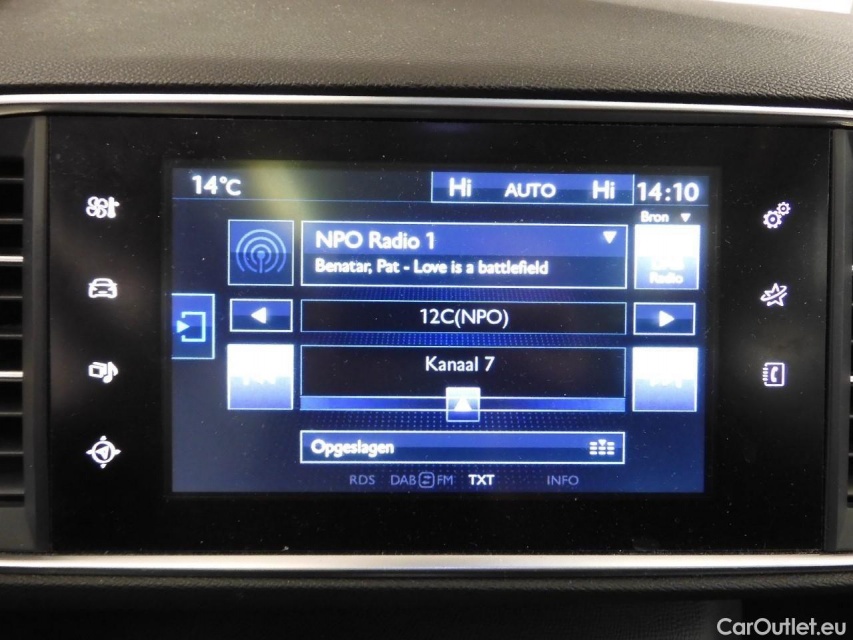 14°C Hi AUTO Hi 14:10
Bron
NPO Radio 1
Benatar, Pat - Love is a battlefield
Radio
12C(NPO)
Kanaal 7
Opgeslagen
RDS DAB FM TXT INFO
CarOutlet.eu